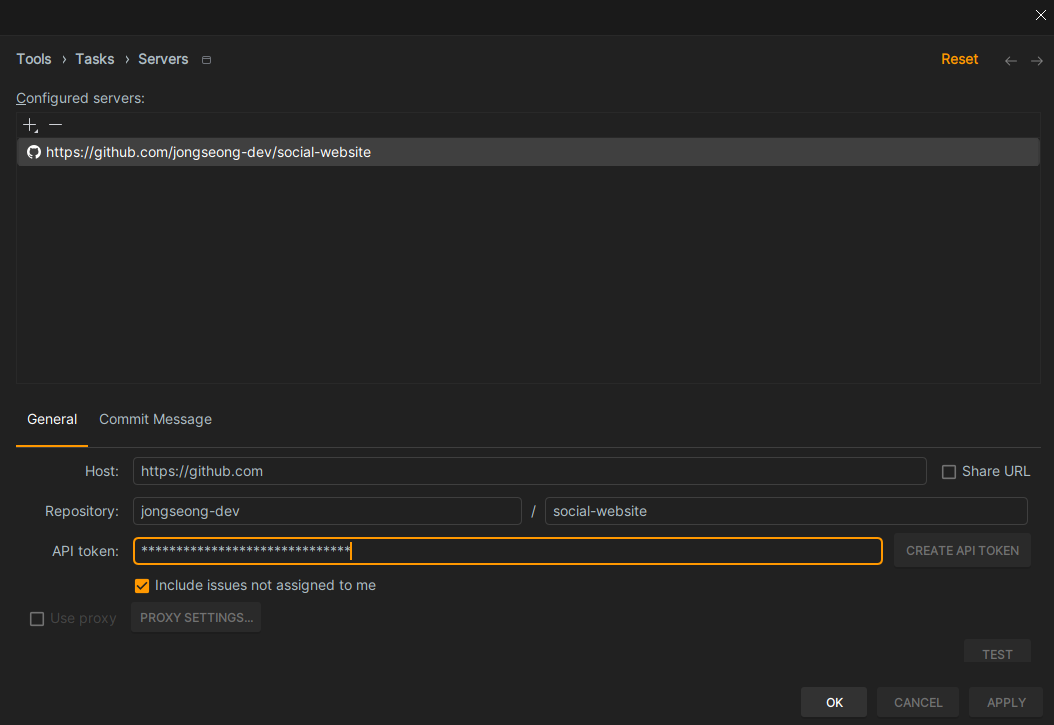 Tools › Tasks › Servers
Reset
Configured servers:
https://github.com/jongseong-dev/social-website
General Commit Message
Host: https://github.com Share URL
Repository: jongseong-dev / social-website
API token: ****************************** CREATE API TOKEN
Include issues not assigned to me
Use proxy PROXY SETTINGS...
TEST
OK CANCEL APPLY